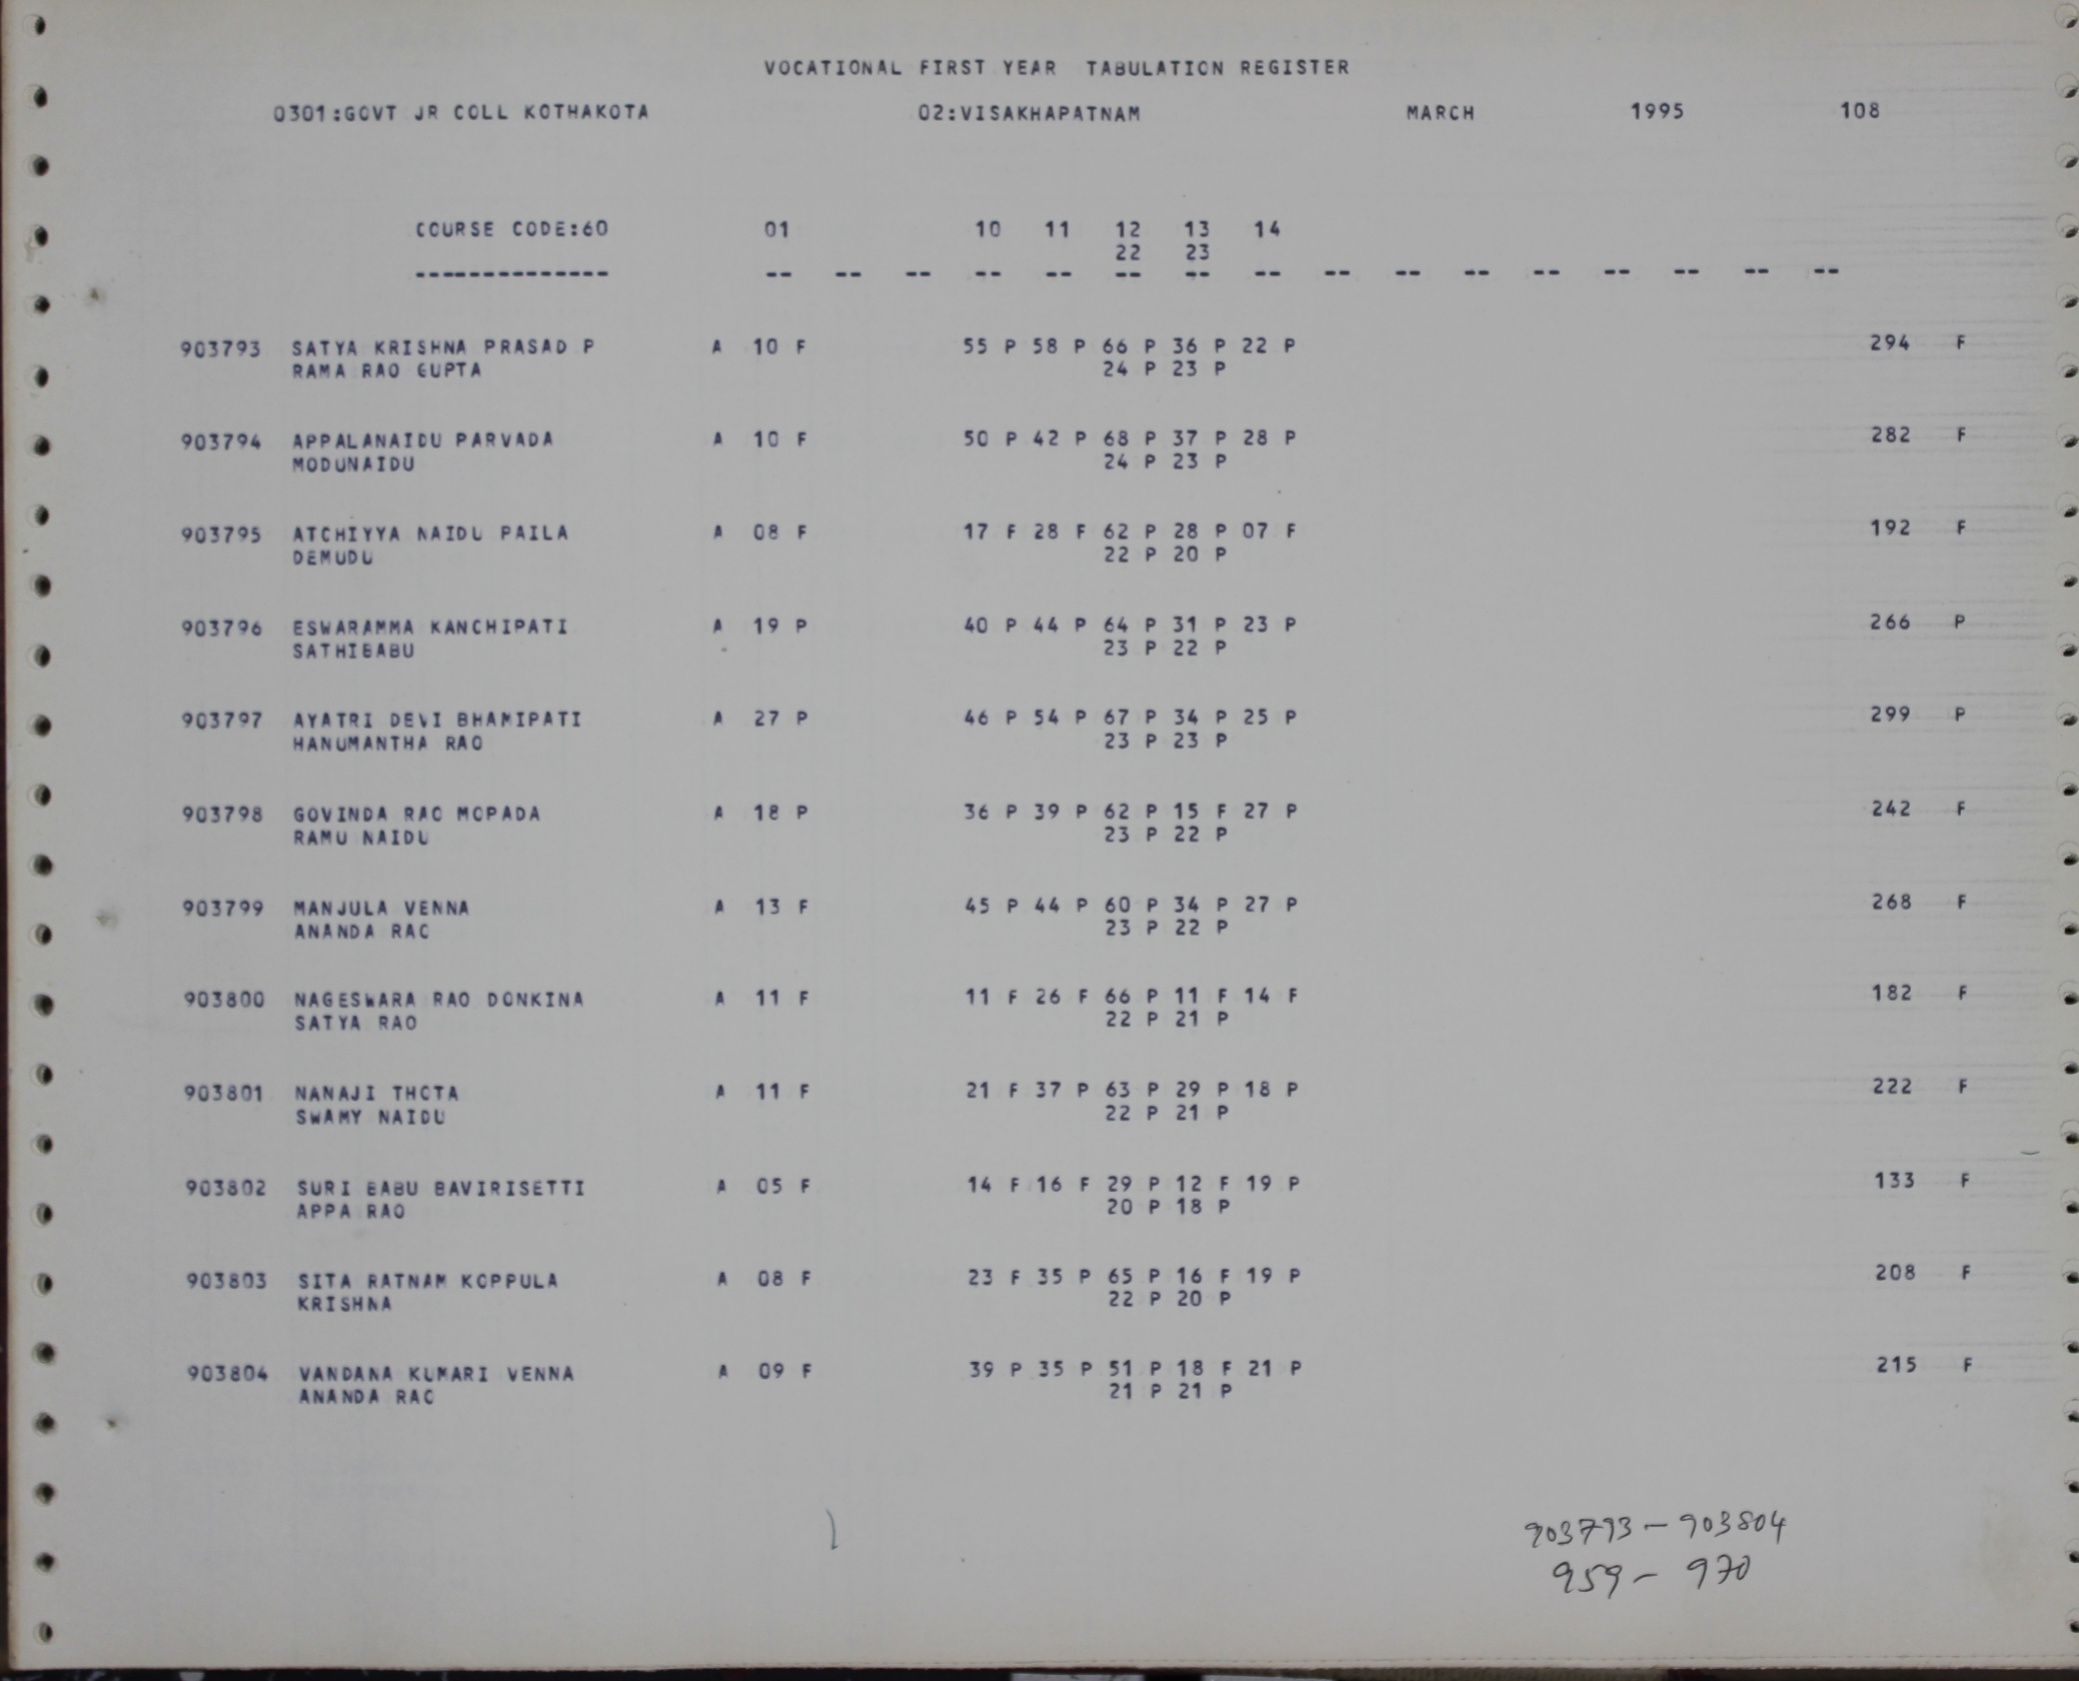 VOCATIONAL FIRST YEAR TABULATION REGISTER
0301:GOVT JR COLL KOTHAKOTA 02:VISAKHAPATNAM MARCH 1995 108
COURSE CODE:60 01 10 11 12 13 14
22 23
-------------- -- -- -- -- -- -- -- -- -- -- -- -- -- -- -- --
903793 SATYA KRISHNA PRASAD P A 10 F 55 P 58 P 66 P 36 P 22 P 294 F
RAMA RAO GUPTA 24 P 23 P
903794 APPALANAIDU PARVADA A 10 F 50 P 42 P 68 P 37 P 28 P 282 F
MODUNAIDU 24 P 23 P
903795 ATCHIYYA NAIDU PAILA A 08 F 17 F 28 F 62 P 28 P 07 F 192 F
DEMUDU 22 P 20 P
903796 ESWARAMMA KANCHIPATI A 19 P 40 P 44 P 64 P 31 P 23 P 266 P
SATHIBABU 23 P 22 P
903797 AYATRI DEVI BHAMIPATI A 27 P 46 P 54 P 67 P 34 P 25 P 299 P
HANUMANTHA RAO 23 P 23 P
903798 GOVINDA RAO MOPADA A 18 P 36 P 39 P 62 P 15 F 27 P 242 F
RAMU NAIDU 23 P 22 P
903799 MANJULA VENNA A 13 F 45 P 44 P 60 P 34 P 27 P 268 F
ANANDA RAO 23 P 22 P
903800 NAGESWARA RAO DONKINA A 11 F 11 F 26 F 66 P 11 F 14 F 182 F
SATYA RAO 22 P 21 P
903801 NANAJI THOTA A 11 F 21 F 37 P 63 P 29 P 18 P 222 F
SWAMY NAIDU 22 P 21 P
903802 SURI BABU BAVIRISETTI A 05 F 14 F 16 F 29 P 12 F 19 P 133 F
APPA RAO 20 P 18 P
903803 SITA RATNAM KOPPULA A 08 F 23 F 35 P 65 P 16 F 19 P 208 F
KRISHNA 22 P 20 P
903804 VANDANA KUMARI VENNA A 09 F 39 P 35 P 51 P 18 F 21 P 215 F
ANANDA RAO 21 P 21 P
903793 - 903804
959 - 970